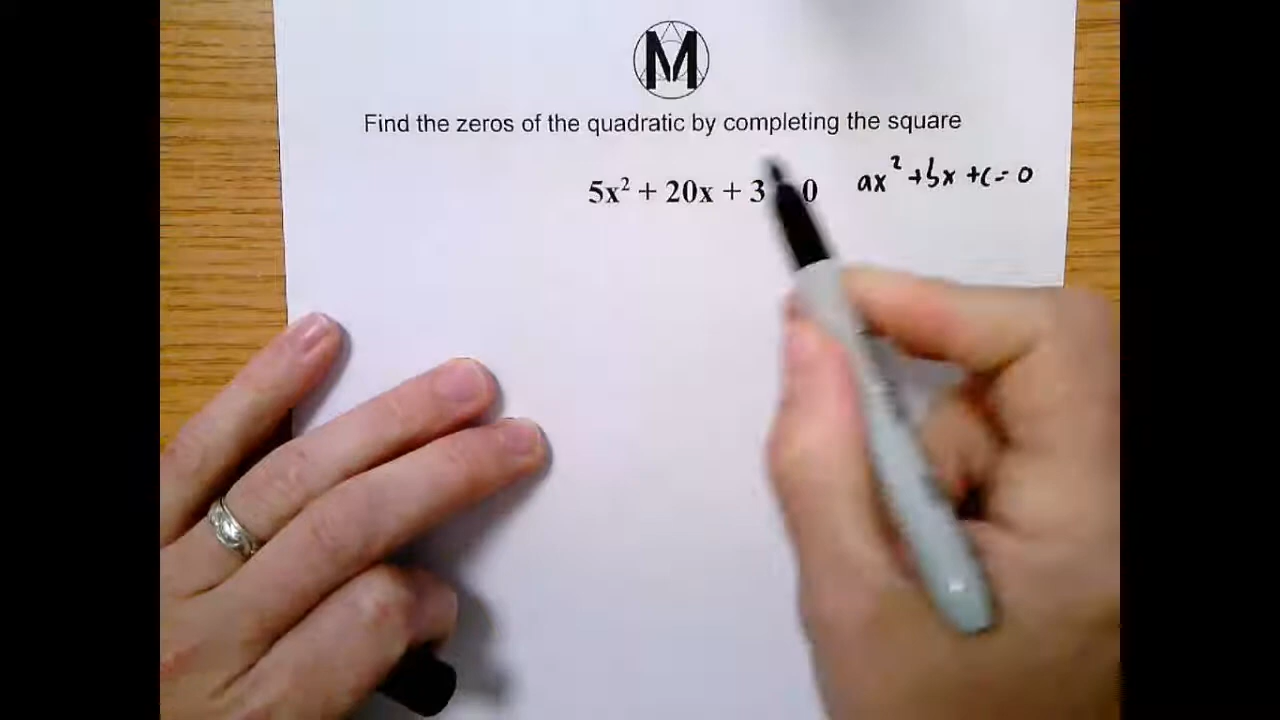 M
Find the zeros of the quadratic by completing the square
5x² + 20x + 3 0 ax² + bx + c = 0